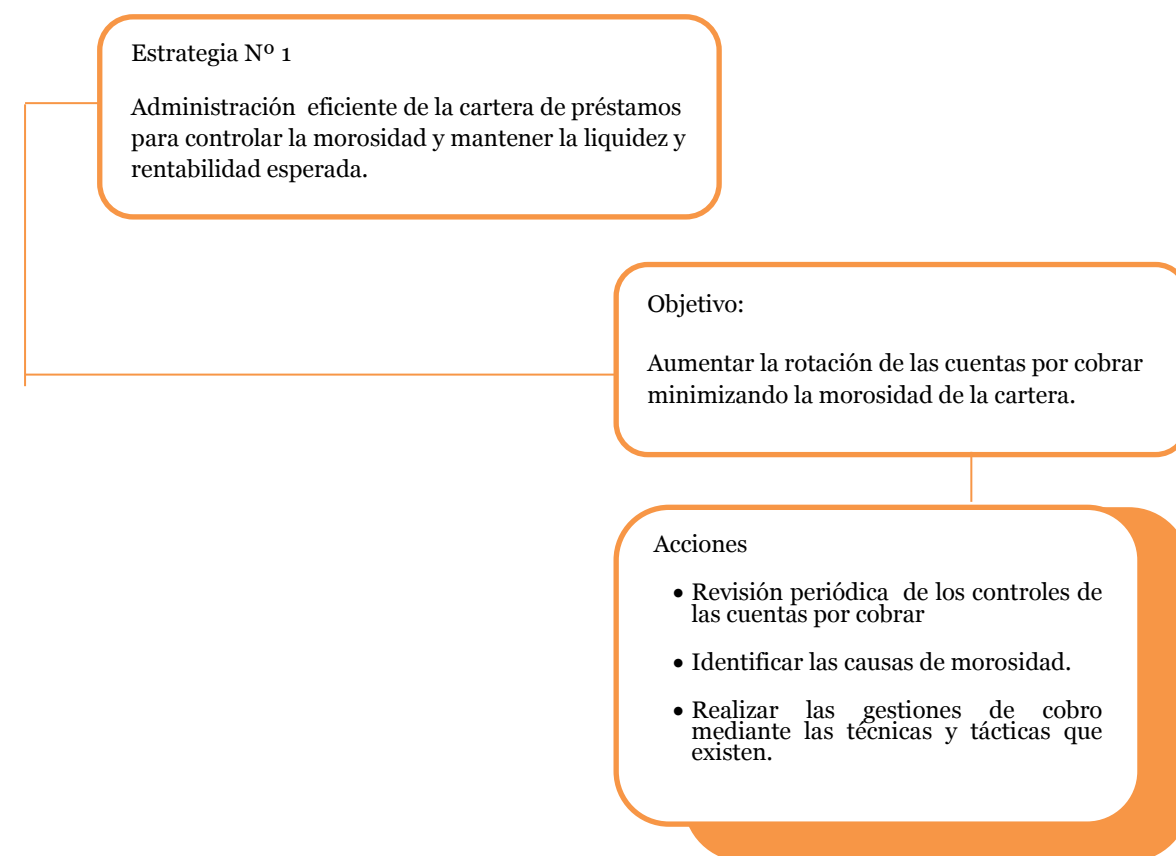 Estrategia Nº 1
Administración eficiente de la cartera de préstamos
para controlar la morosidad y mantener la liquidez y
rentabilidad esperada.
Objetivo:
Aumentar la rotación de las cuentas por cobrar
minimizando la morosidad de la cartera.
Acciones
• Revisión periódica de los controles de
las cuentas por cobrar
• Identificar las causas de morosidad.
• Realizar las gestiones de cobro
mediante las técnicas y tácticas que
existen.